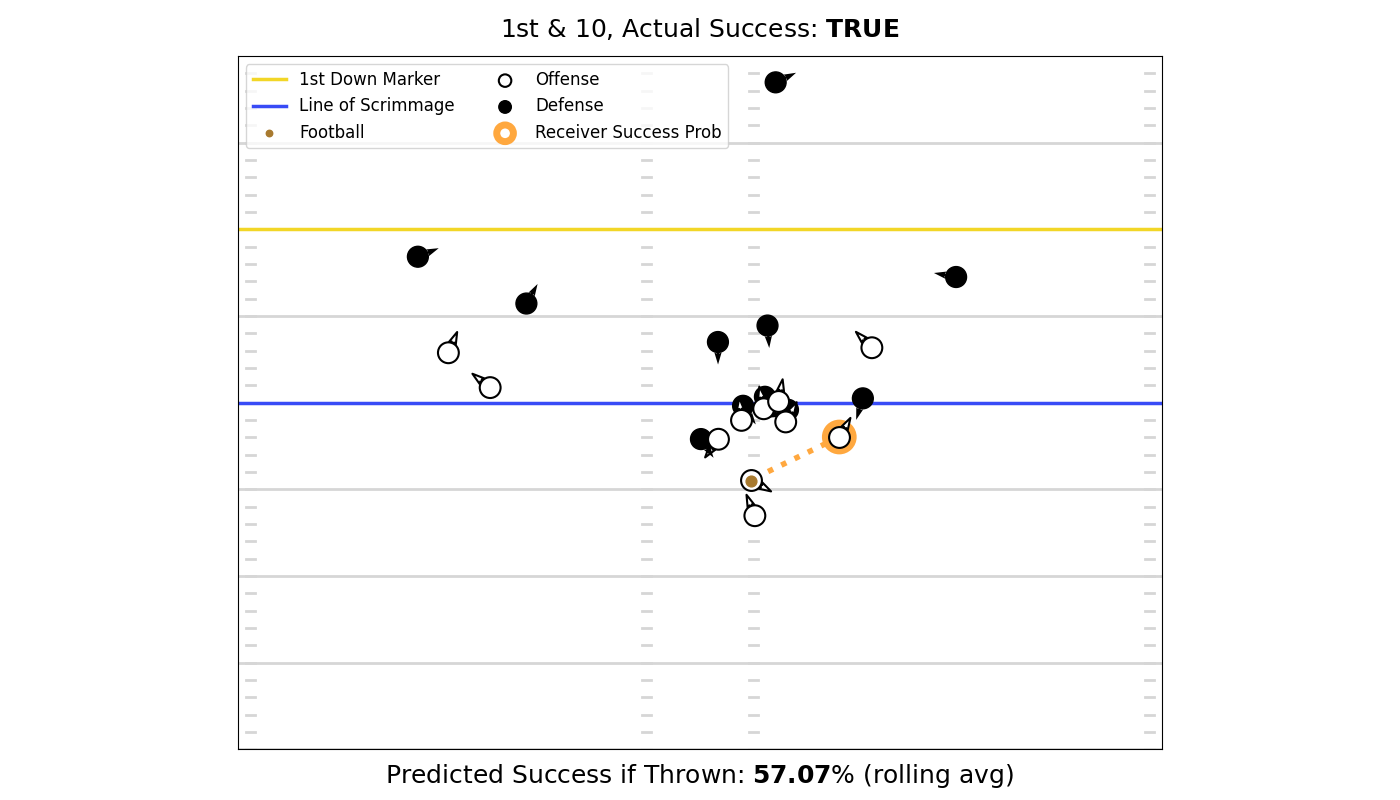 1st & 10, Actual Success: TRUE
1st Down Marker
Line of Scrimmage
Football
Offense
Defense
Receiver Success Prob
Predicted Success if Thrown: 57.07% (rolling avg)